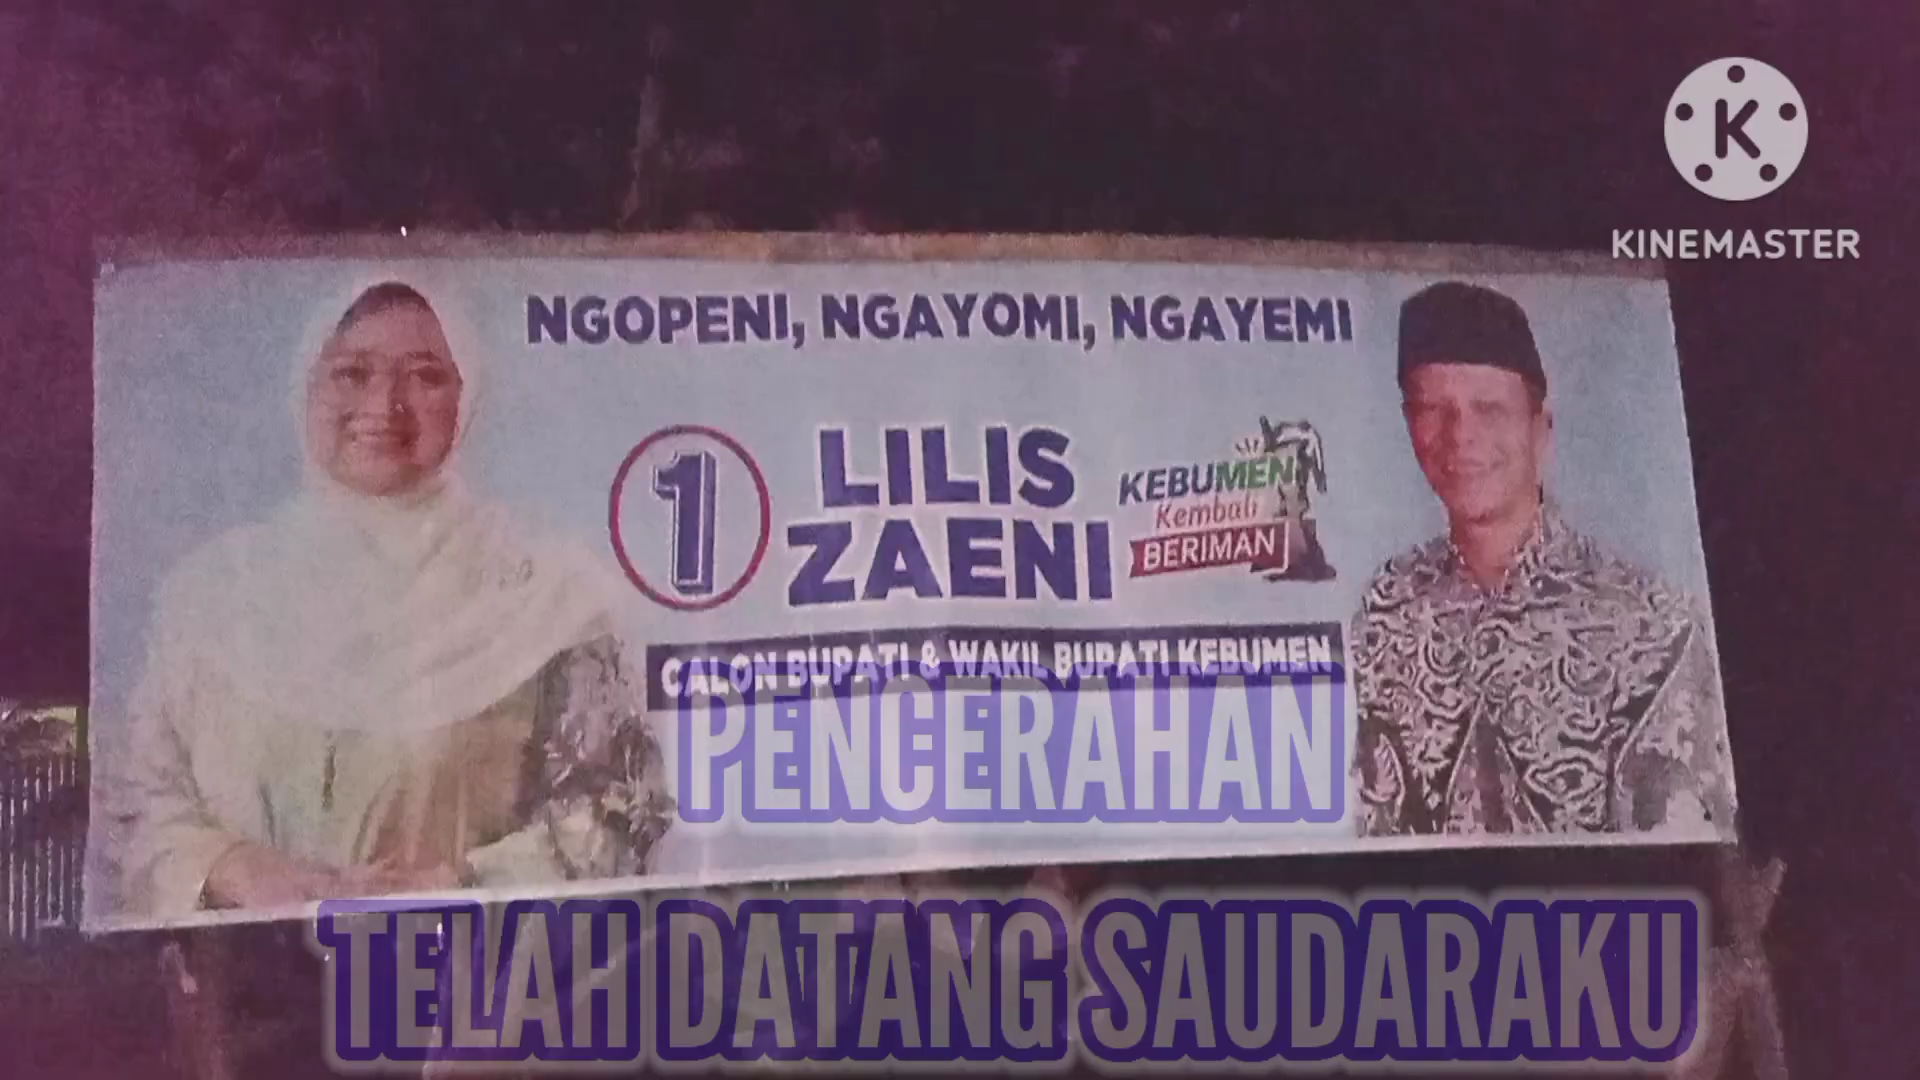 K
KINEMASTER
NGOPENI, NGAYOMI, NGAYEMI
1
LILIS
ZAENI
KEBUMEN
Kembali
BERIMAN
CALON BUPATI & WAKIL BUPATI KEBUMEN
PENCERAHAN
TELAH DATANG SAUDARAKU